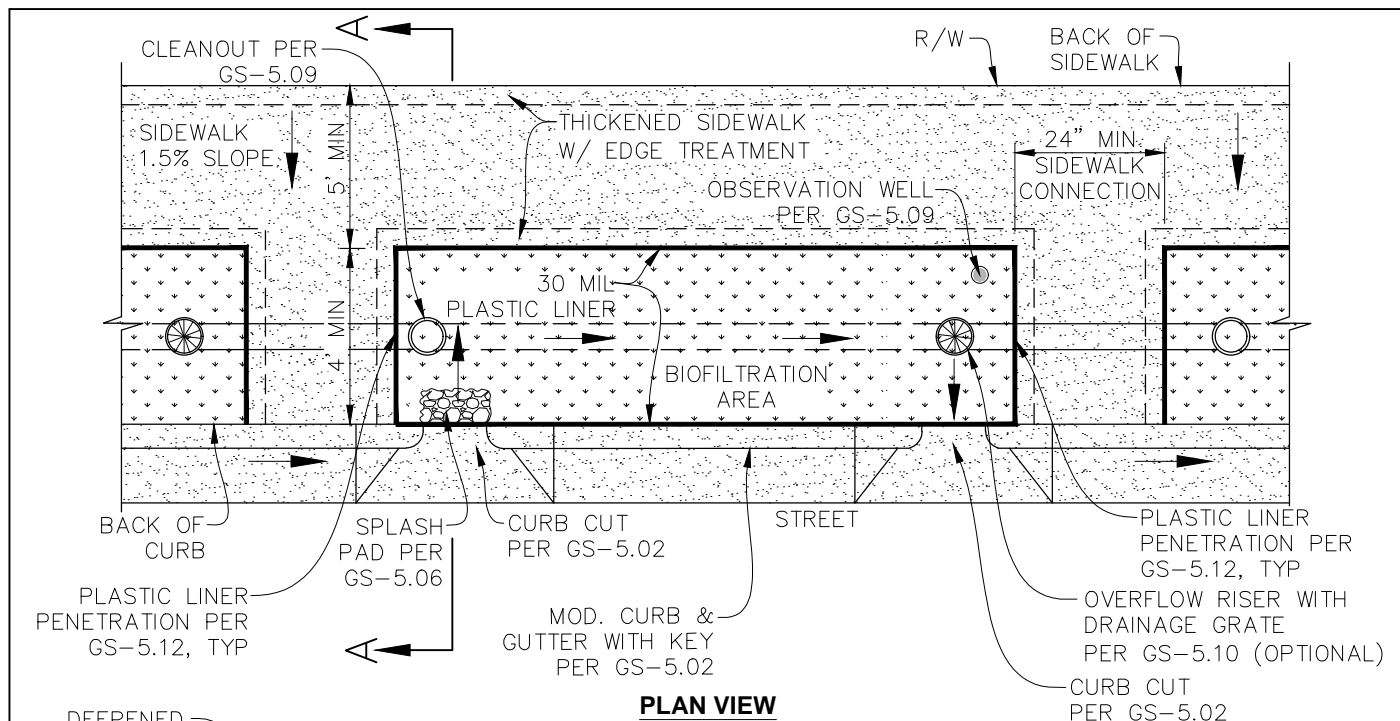 A
CLEANOUT PER
GS-5.09
R/W
BACK OF
SIDEWALK
SIDEWALK
1.5% SLOPE
5' MIN
THICKENED SIDEWALK
W/ EDGE TREATMENT
24" MIN.
SIDEWALK
CONNECTION
OBSERVATION WELL
PER GS-5.09
4' MIN
30 MIL
PLASTIC LINER
BIOFILTRATION
AREA
BACK OF
CURB
SPLASH
PAD PER
GS-5.06
CURB CUT
PER GS-5.02
STREET
PLASTIC LINER
PENETRATION PER
GS-5.12, TYP
PLASTIC LINER
PENETRATION PER
GS-5.12, TYP
MOD. CURB &
GUTTER WITH KEY
PER GS-5.02
OVERFLOW RISER WITH
DRAINAGE GRATE
PER GS-5.10 (OPTIONAL)
A
CURB CUT
PER GS-5.02
PLAN VIEW
DEEPENED